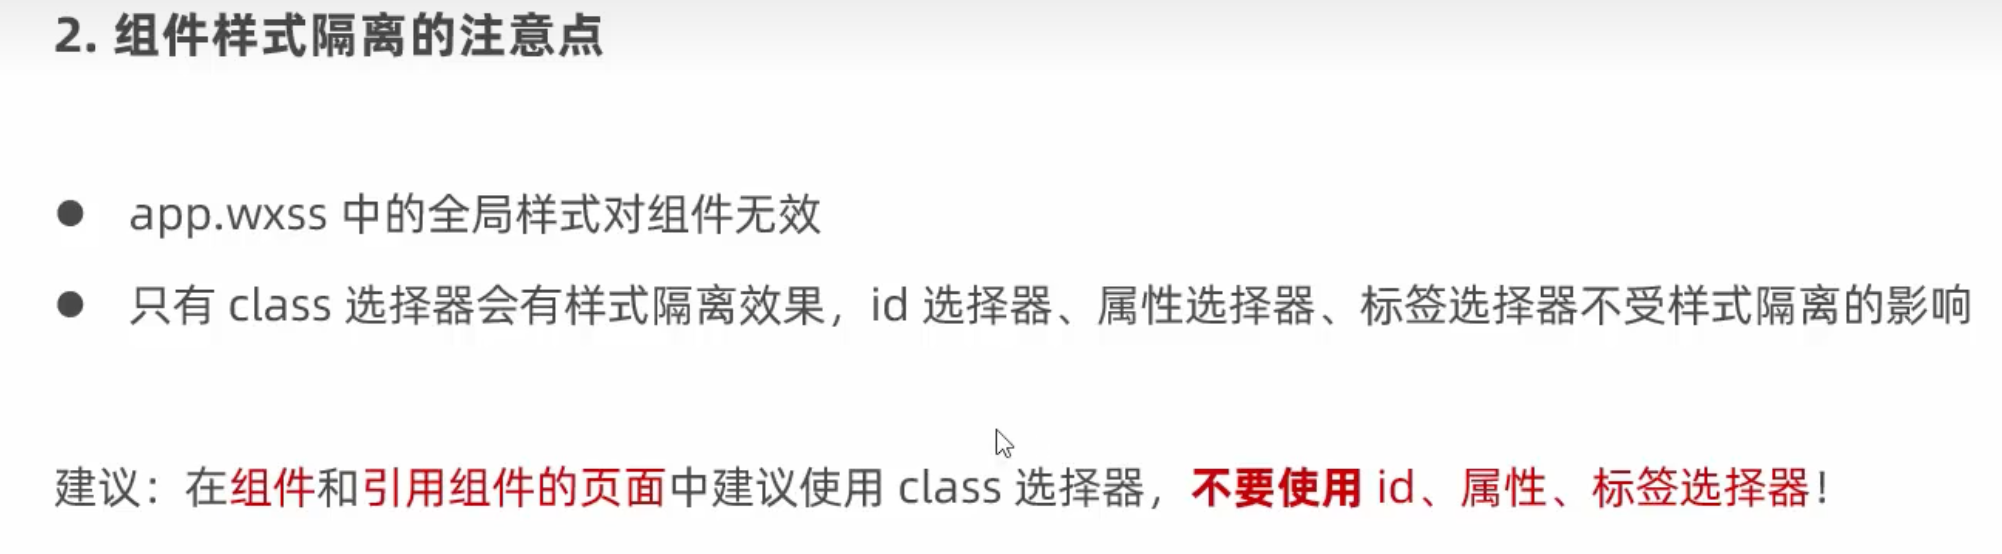 2. 组件样式隔离的注意点
● app.wxss 中的全局样式对组件无效
● 只有 class 选择器会有样式隔离效果，id 选择器、属性选择器、标签选择器不受样式隔离的影响
建议：在组件和引用组件的页面中建议使用 class 选择器，不要使用 id、属性、标签选择器！